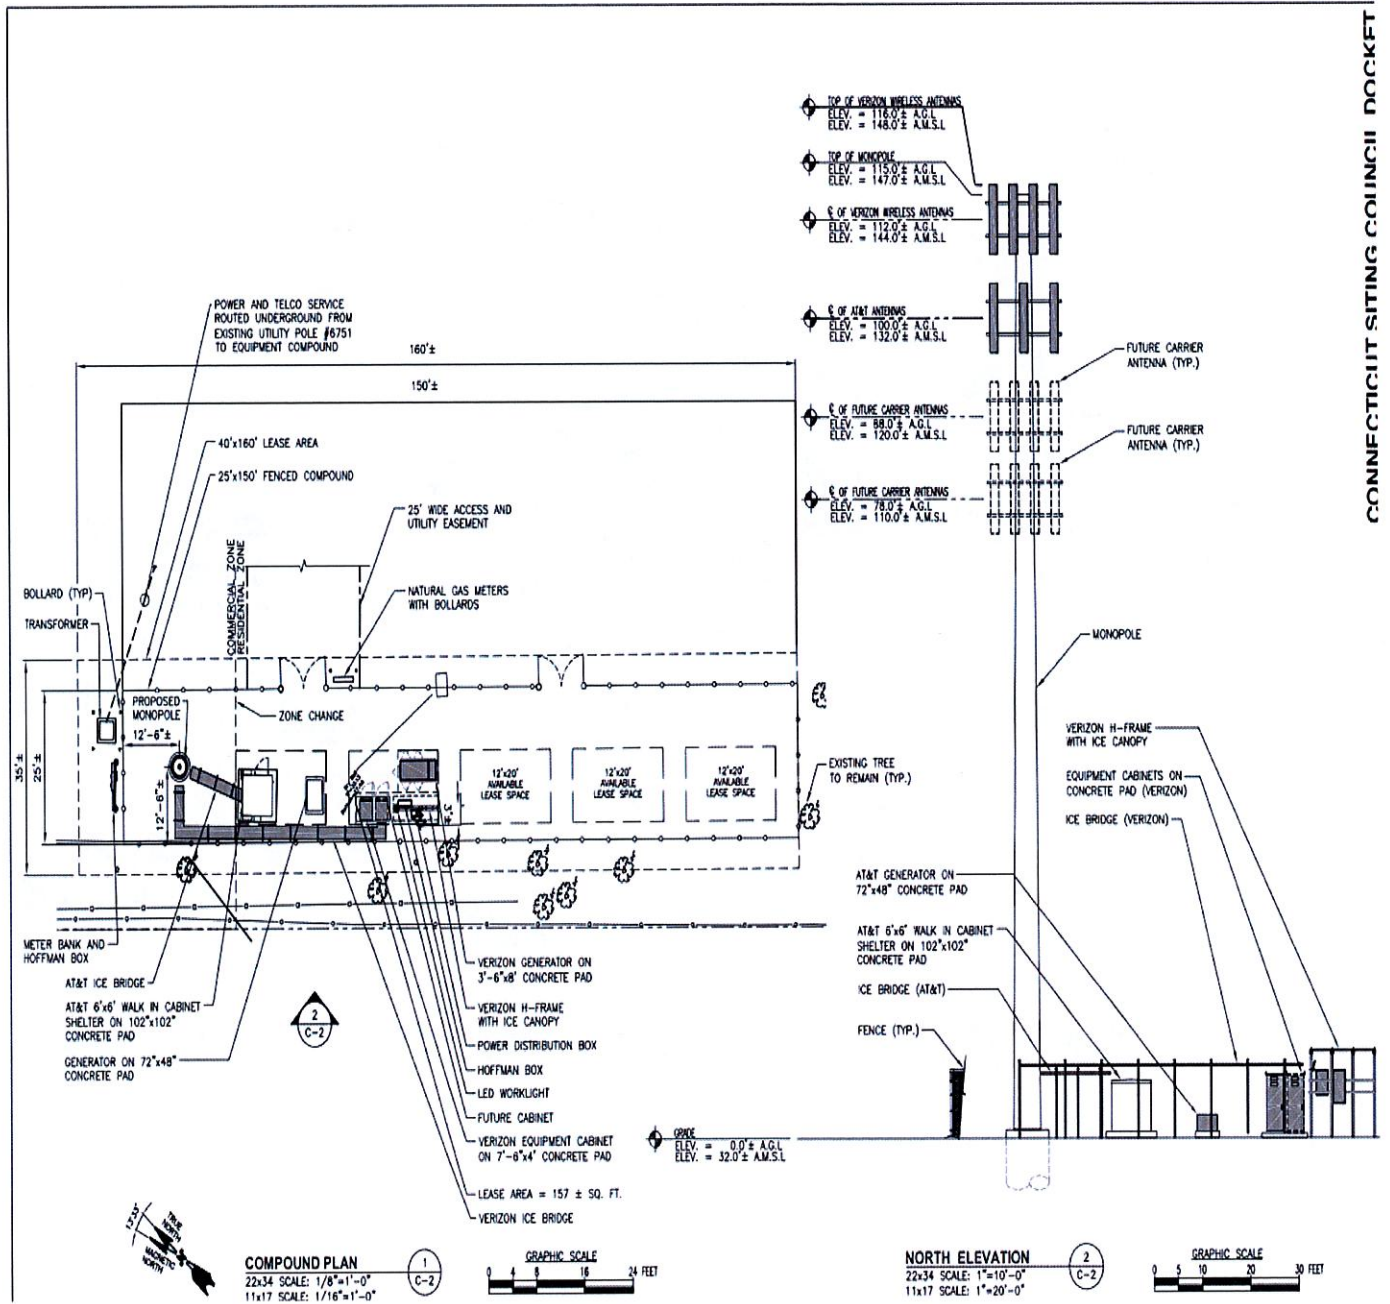 CONNECTICUT SITING COUNCIL DOCKET
TOP OF VERIZON WIRELESS ANTENNAS
ELEV. = 116.0'± A.G.L
ELEV. = 148.0'± A.M.S.L
TOP OF MONOPOLE
ELEV. = 115.0'± A.G.L
ELEV. = 147.0'± A.M.S.L
℄ OF VERIZON WIRELESS ANTENNAS
ELEV. = 112.0'± A.G.L
ELEV. = 144.0'± A.M.S.L
℄ OF AT&T ANTENNAS
ELEV. = 100.0'± A.G.L
ELEV. = 132.0'± A.M.S.L
℄ OF FUTURE CARRIER ANTENNAS
ELEV. = 88.0'± A.G.L
ELEV. = 120.0'± A.M.S.L
℄ OF FUTURE CARRIER ANTENNAS
ELEV. = 78.0'± A.G.L
ELEV. = 110.0'± A.M.S.L
FUTURE CARRIER
ANTENNA (TYP.)
FUTURE CARRIER
ANTENNA (TYP.)
MONOPOLE
VERIZON H-FRAME
WITH ICE CANOPY
EQUIPMENT CABINETS ON
CONCRETE PAD (VERIZON)
ICE BRIDGE (VERIZON)
AT&T GENERATOR ON
72"x48" CONCRETE PAD
AT&T 6'x6' WALK IN CABINET
SHELTER ON 102"x102"
CONCRETE PAD
ICE BRIDGE (AT&T)
FENCE (TYP.)
GRADE
ELEV. = 0.0'± A.G.L
ELEV. = 32.0'± A.M.S.L
POWER AND TELCO SERVICE
ROUTED UNDERGROUND FROM
EXISTING UTILITY POLE #6751
TO EQUIPMENT COMPOUND
160'±
150'±
40'x160' LEASE AREA
25'x150' FENCED COMPOUND
25' WIDE ACCESS AND
UTILITY EASEMENT
COMMERCIAL ZONE
RESIDENTIAL ZONE
NATURAL GAS METERS
WITH BOLLARDS
BOLLARD (TYP)
TRANSFORMER
PROPOSED
MONOPOLE
12'-6"±
ZONE CHANGE
35'±
25'±
12'-6"±
12'x20'
AVAILABLE
LEASE SPACE
12'x20'
AVAILABLE
LEASE SPACE
12'x20'
AVAILABLE
LEASE SPACE
EXISTING TREE
TO REMAIN (TYP.)
METER BANK AND
HOFFMAN BOX
AT&T ICE BRIDGE
AT&T 6'x6' WALK IN CABINET
SHELTER ON 102"x102"
CONCRETE PAD
GENERATOR ON 72"x48"
CONCRETE PAD
2
C-2
VERIZON GENERATOR ON
3'-6"x8' CONCRETE PAD
VERIZON H-FRAME
WITH ICE CANOPY
POWER DISTRIBUTION BOX
HOFFMAN BOX
LED WORKLIGHT
FUTURE CABINET
VERIZON EQUIPMENT CABINET
ON 7'-6"x4' CONCRETE PAD
LEASE AREA = 157 ± SQ. FT.
VERIZON ICE BRIDGE
TRUE
NORTH
MAGNETIC
NORTH
COMPOUND PLAN
22x34 SCALE: 1/8"=1'-0"
11x17 SCALE: 1/16"=1'-0"
1
C-2
GRAPHIC SCALE
0 4 8 16 24 FEET
NORTH ELEVATION
22x34 SCALE: 1"=10'-0"
11x17 SCALE: 1"=20'-0"
2
C-2
GRAPHIC SCALE
0 5 10 20 30 FEET